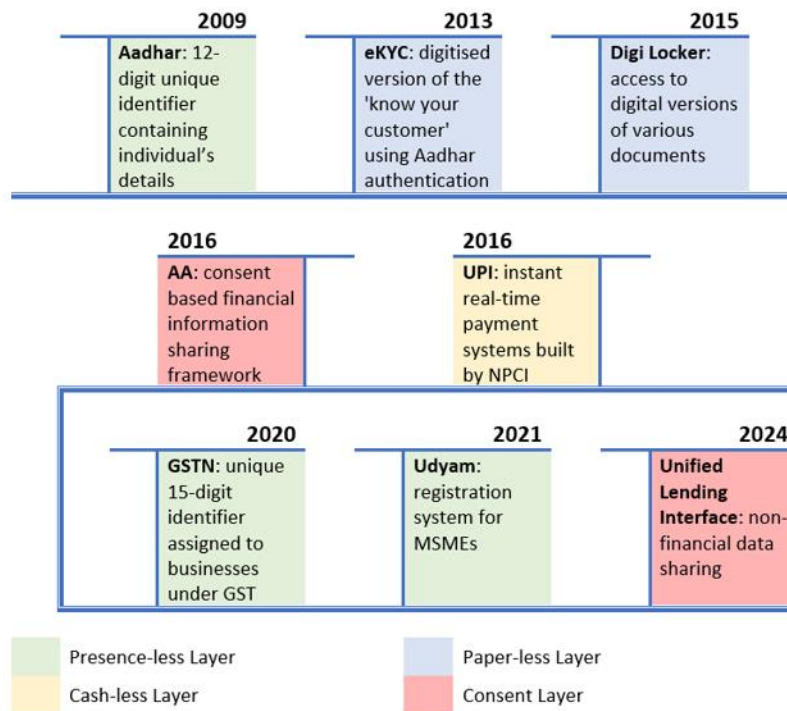 2009
Aadhar: 12-
digit unique
identifier
containing
individual’s
details
2013
eKYC: digitised
version of the
'know your
customer'
using Aadhar
authentication
2015
Digi Locker:
access to
digital versions
of various
documents
2016
AA: consent
based financial
information
sharing
framework
2016
UPI: instant
real-time
payment
systems built
by NPCI
2020
GSTN: unique
15-digit
identifier
assigned to
businesses
under GST
2021
Udyam:
registration
system for
MSMEs
2024
Unified
Lending
Interface: non-
financial data
sharing
Presence-less Layer
Paper-less Layer
Cash-less Layer
Consent Layer